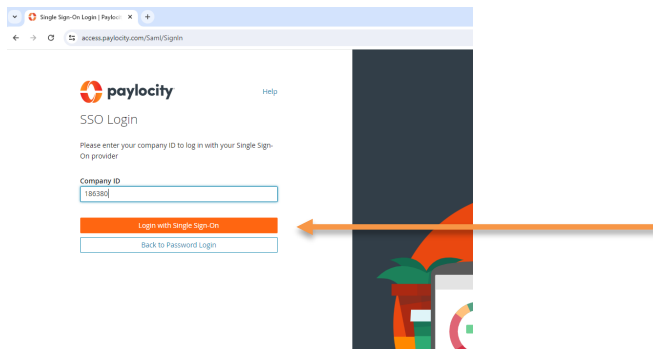 Single Sign-On Login | Payloci
access.paylocity.com/Saml/SignIn
paylocity
Help
SSO Login
Please enter your company ID to log in with your Single Sign-
On provider
Company ID
186380
Login with Single Sign-On
Back to Password Login